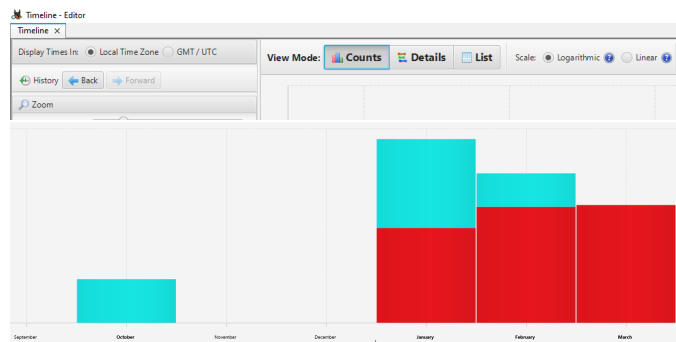 Timeline - Editor
Timeline ×
Display Times In: Local Time Zone GMT / UTC
View Mode: Counts Details List Scale: Logarithmic ? Linear ?
History Back Forward
Zoom
September October November December January February March